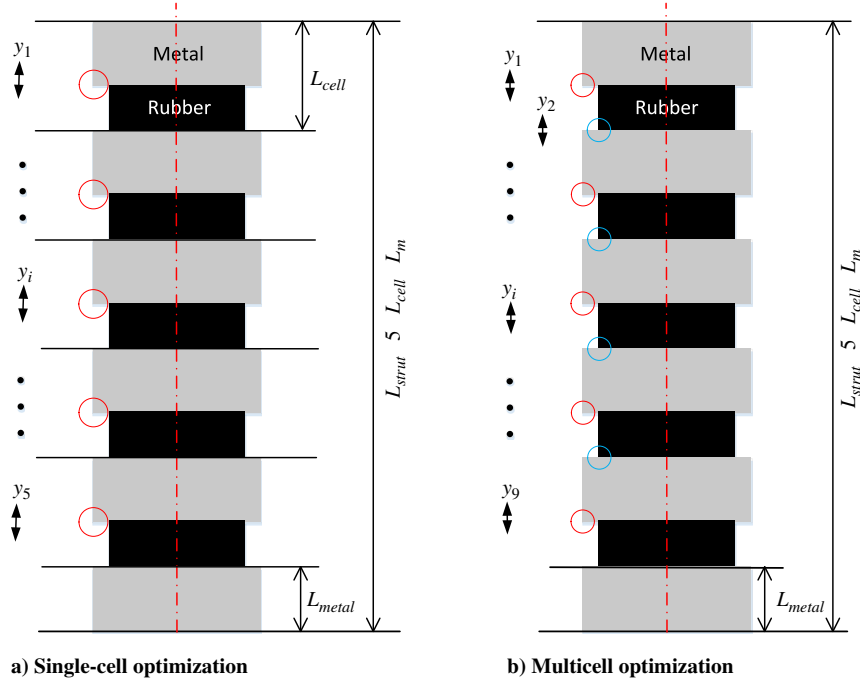 y1
Metal
Lcell
Rubber
yi
y5
Lmetal
Lstrut 5 Lcell Lm
a) Single-cell optimization
y1
Metal
y2
Rubber
yi
y9
Lmetal
Lstrut 5 Lcell Lm
b) Multicell optimization